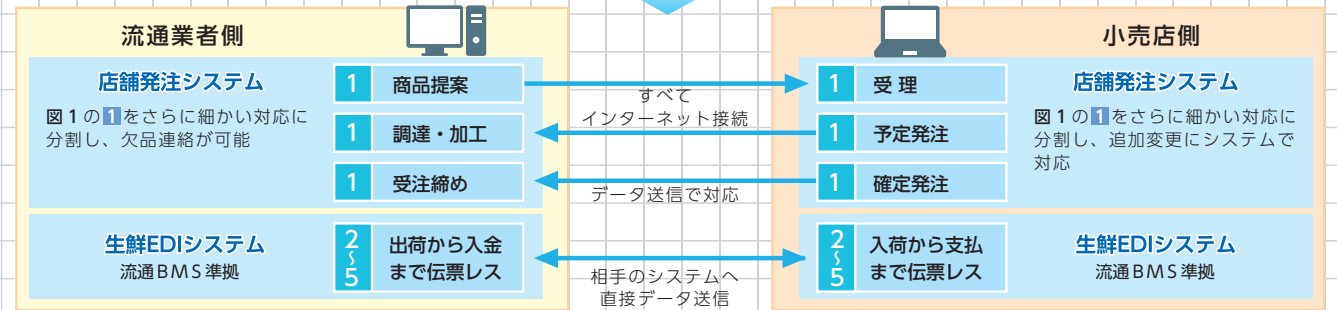 流通業者側
店舗発注システム
図1の1をさらに細かい対応に
分割し、欠品連絡が可能
1 商品提案
1 調達・加工
1 受注締め
生鮮EDIシステム
流通BMS準拠
2〜5 出荷から入金
まで伝票レス
すべて
インターネット接続
データ送信で対応
相手のシステムへ
直接データ送信
小売店側
1 受理
1 予定発注
1 確定発注
店舗発注システム
図1の1をさらに細かい対応に
分割し、追加変更にシステムで
対応
2〜5 入荷から支払
まで伝票レス
生鮮EDIシステム
流通BMS準拠